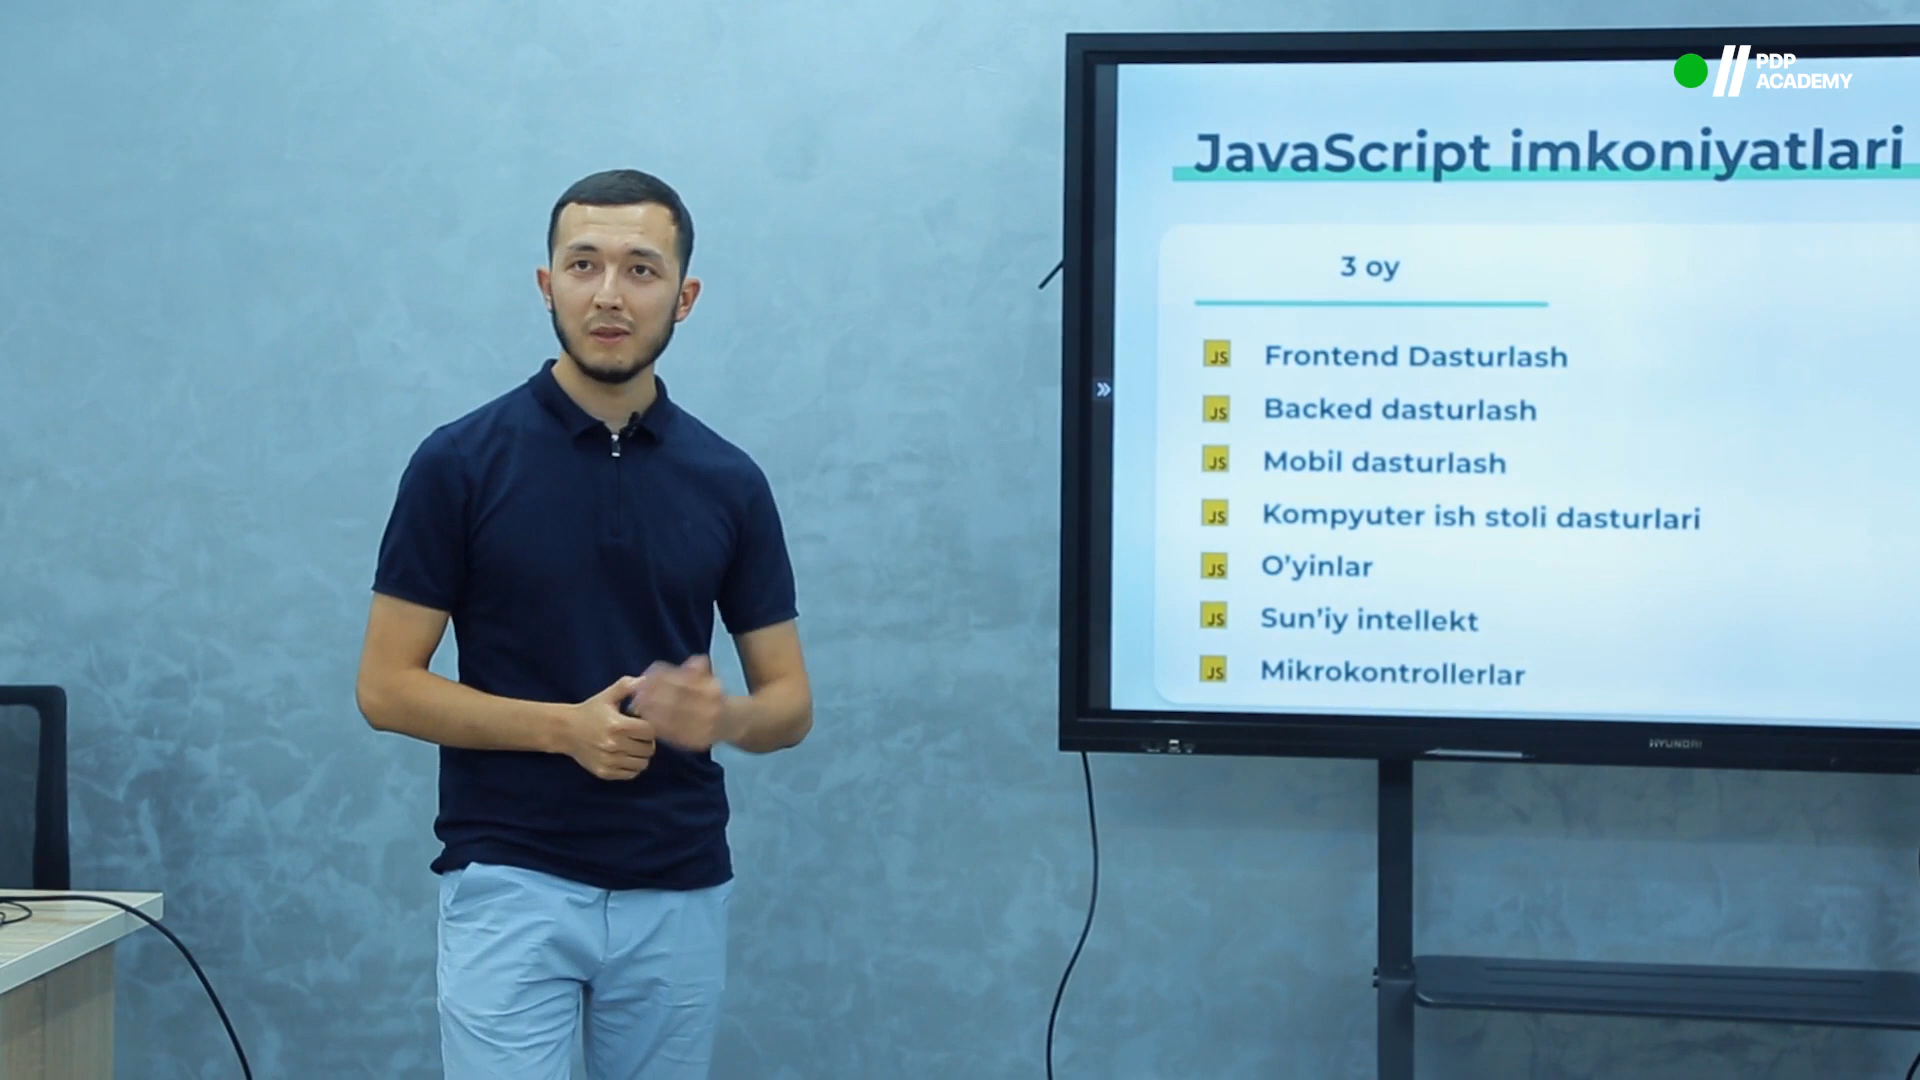 PDP
ACADEMY
JavaScript imkoniyatlari
3 oy
JS Frontend Dasturlash
JS Backed dasturlash
JS Mobil dasturlash
JS Kompyuter ish stoli dasturlari
JS O’yinlar
JS Sun’iy intellekt
JS Mikrokontrollerlar
HYUNDAI